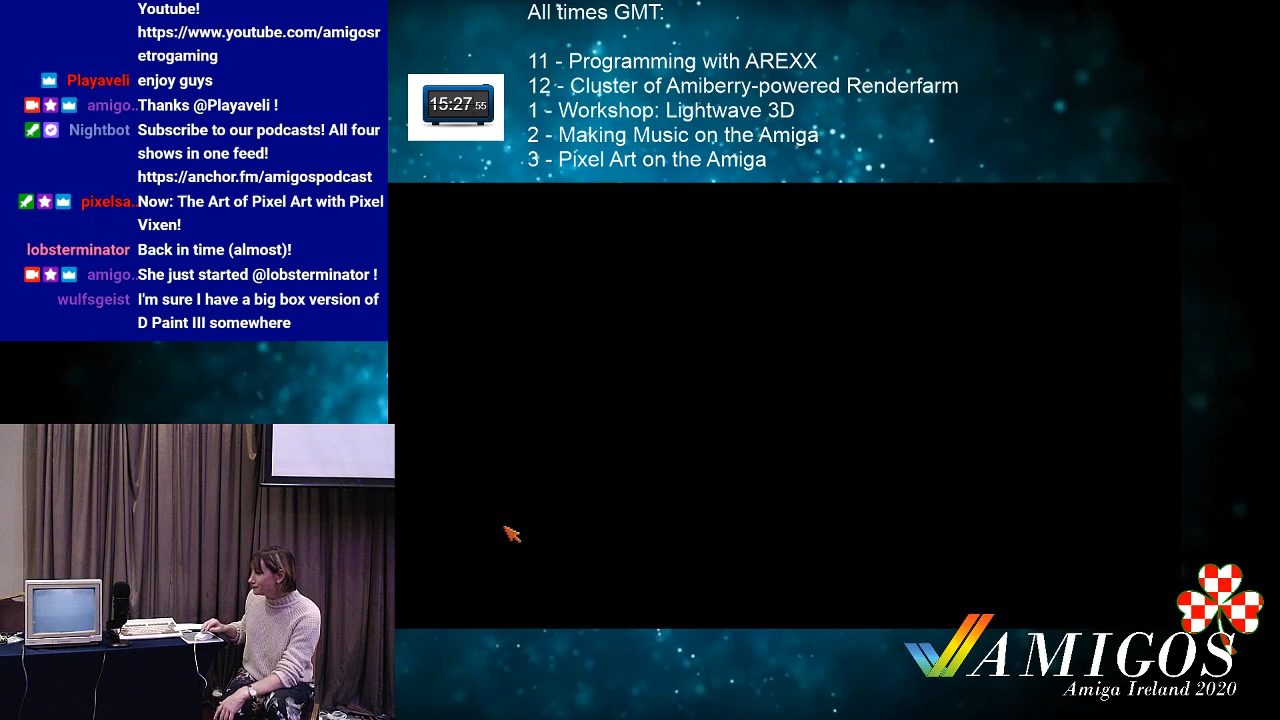 Youtube!
https://www.youtube.com/amigosr
etrogaming
Playaveli enjoy guys
amigo.. Thanks @Playaveli !
Nightbot Subscribe to our podcasts! All four
shows in one feed!
https://anchor.fm/amigospodcast
pixelsa.. Now: The Art of Pixel Art with Pixel
Vixen!
lobsterminator Back in time (almost)!
amigo.. She just started @lobsterminator !
wulfsgeist I'm sure I have a big box version of
D Paint III somewhere
All times GMT:
11 - Programming with AREXX
12 - Cluster of Amiberry-powered Renderfarm
1 - Workshop: Lightwave 3D
2 - Making Music on the Amiga
3 - Pixel Art on the Amiga
15:27 55
AMIGOS
Amiga Ireland 2020